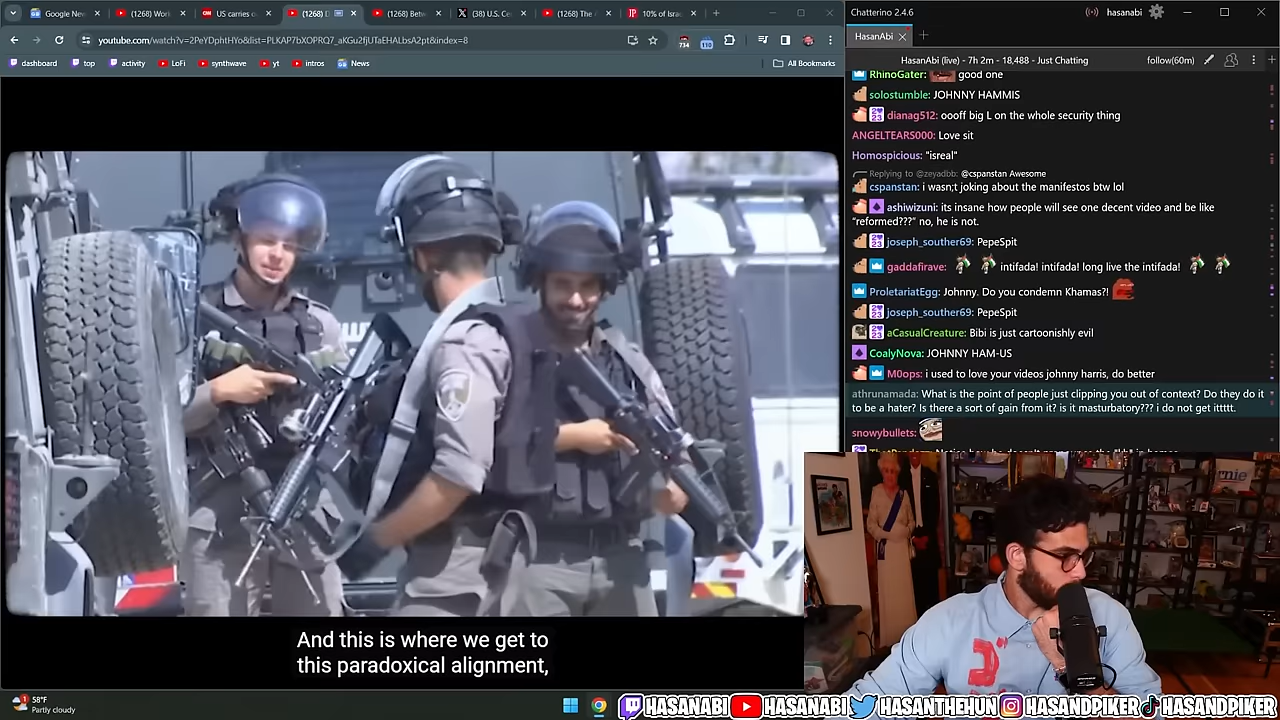 Google New
(1268) Worl
US carries d
(1268) D
(1268) Betw
(38) U.S. Ce
(1268) The A
10% of Israe
youtube.com/watch?v=2PeYDphtHYo&list=PLKAP7bXOPRQ7_aKGu2fjUTaEHALbsA2pt&index=8
734
110
dashboard
top
activity
LoFi
synthwave
yt
intros
News
All Bookmarks
And this is where we get to
this paradoxical alignment,
58°F
Partly cloudy
Chatterino 2.4.6
hasanabi
HasanAbi
HasanAbi (live) - 7h 2m - 18,488 - Just Chatting
follow(60m)
RhinoGater: good one
solostumble: JOHNNY HAMMIS
dianag512: oooff big L on the whole security thing
ANGELTEARS000: Love sit
Homospicious: "isreal"
Replying to @zeyadbb: @cspanstan Awesome
cspanstan: i wasn;t joking about the manifestos btw lol
ashiwizuni: its insane how people will see one decent video and be like
"reformed???" no, he is not.
joseph_souther69: PepeSpit
gaddafirave: intifada! intifada! long live the intifada!
ProletariatEgg: Johnny. Do you condemn Khamas?!
joseph_souther69: PepeSpit
aCasualCreature: Bibi is just cartoonishly evil
CoalyNova: JOHNNY HAM-US
M0ops: i used to love your videos johnny harris, do better
athrunamada: What is the point of people just clipping you out of context? Do they do it
to be a hater? Is there a sort of gain from it? is it masturbatory??? i do not get ittttt.
snowybullets:
HASANABI
HASANABI
HASANTHEHUN
HASANDPIKER
HASANDPIKER